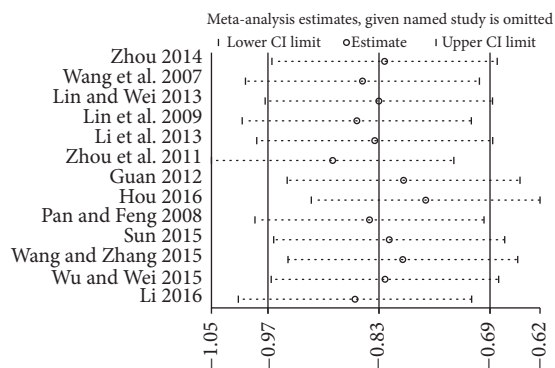 Meta-analysis estimates, given named study is omitted
Lower CI limit Estimate Upper CI limit
Zhou 2014
Wang et al. 2007
Lin and Wei 2013
Lin et al. 2009
Li et al. 2013
Zhou et al. 2011
Guan 2012
Hou 2016
Pan and Feng 2008
Sun 2015
Wang and Zhang 2015
Wu and Wei 2015
Li 2016
−1.05 −0.97 −0.83 −0.69 −0.62